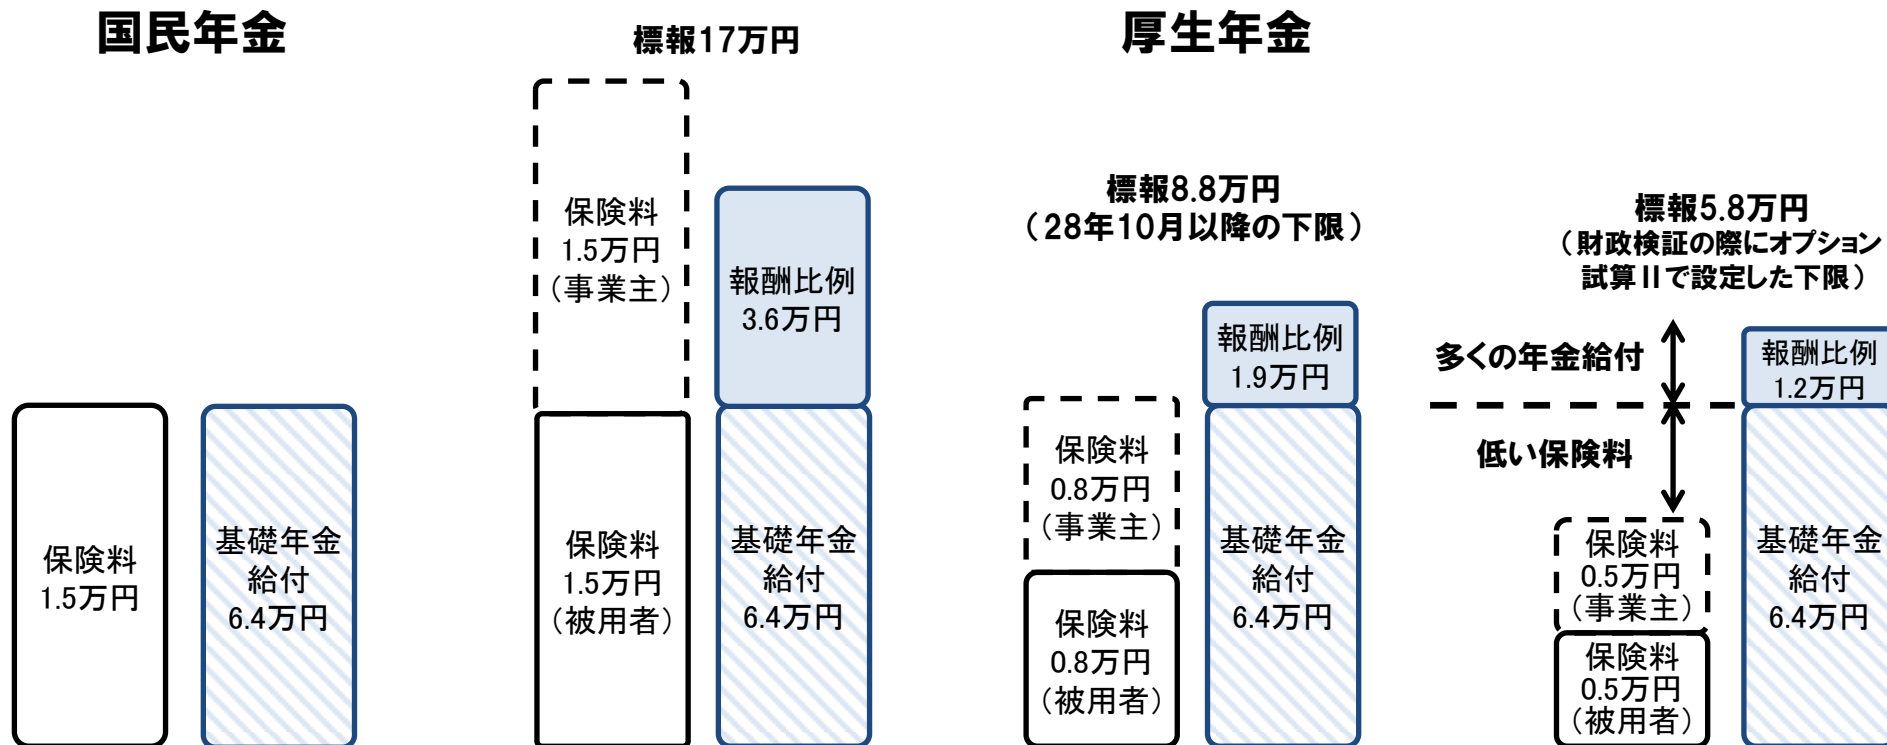 国民年金
標報17万円
厚生年金
保険料
1.5万円
基礎年金
給付
6.4万円
保険料
1.5万円
（事業主）
保険料
1.5万円
（被用者）
報酬比例
3.6万円
基礎年金
給付
6.4万円
標報8.8万円
（28年10月以降の下限）
保険料
0.8万円
（事業主）
保険料
0.8万円
（被用者）
報酬比例
1.9万円
基礎年金
給付
6.4万円
標報5.8万円
（財政検証の際にオプション
試算Ⅱで設定した下限）
多くの年金給付
低い保険料
保険料
0.5万円
（事業主）
保険料
0.5万円
（被用者）
報酬比例
1.2万円
基礎年金
給付
6.4万円